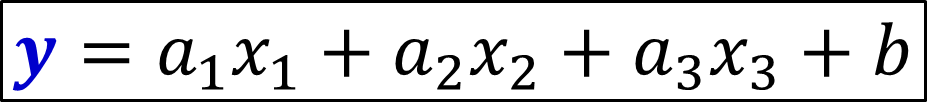 y = a₁x₁ + a₂x₂ + a₃x₃ + b